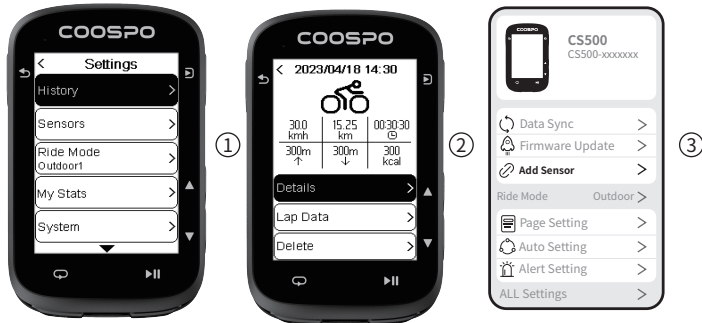 COOSPO
< Settings
History >
Sensors >
Ride Mode >
Outdoor1
My Stats >
System >
①
COOSPO
< 2023/04/18 14:30
30.0 15.25 00:30:30
kmh km
300m 300m 300
↑ ↓ kcal
Details >
Lap Data >
Delete >
②
CS500
CS500-xxxxxxx
Data Sync >
Firmware Update >
Add Sensor >
Ride Mode Outdoor >
Page Setting >
Auto Setting >
Alert Setting >
ALL Settings >
③